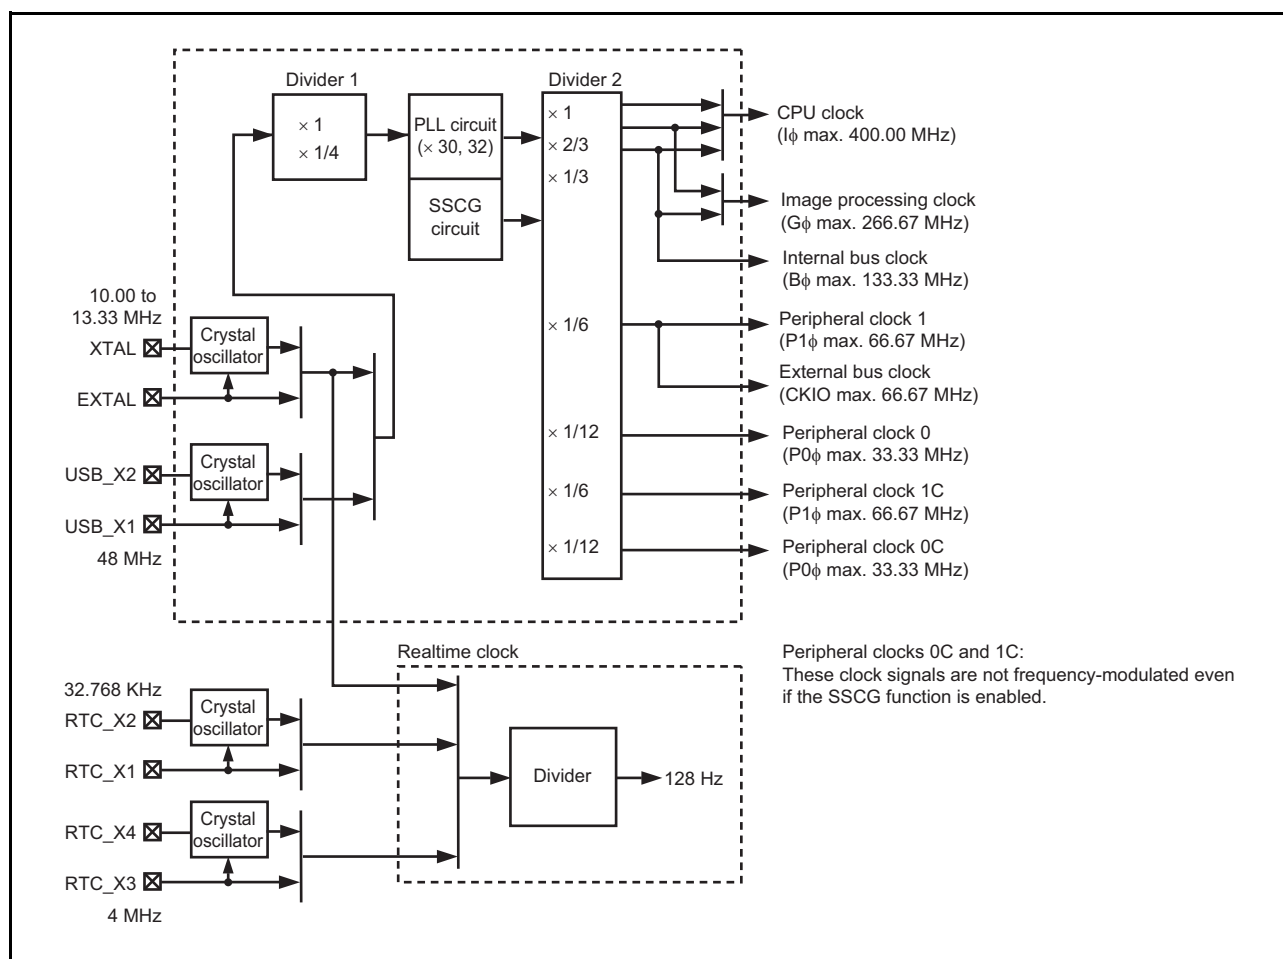 Divider 1
× 1
× 1/4
PLL circuit
(× 30, 32)
SSCG
circuit
Divider 2
× 1
× 2/3
× 1/3
× 1/6
× 1/12
× 1/6
× 1/12
CPU clock
(Iϕ max. 400.00 MHz)
Image processing clock
(Gϕ max. 266.67 MHz)
Internal bus clock
(Bϕ max. 133.33 MHz)
Peripheral clock 1
(P1ϕ max. 66.67 MHz)
External bus clock
(CKIO max. 66.67 MHz)
Peripheral clock 0
(P0ϕ max. 33.33 MHz)
Peripheral clock 1C
(P1ϕ max. 66.67 MHz)
Peripheral clock 0C
(P0ϕ max. 33.33 MHz)
10.00 to
13.33 MHz
XTAL
Crystal
oscillator
EXTAL
USB_X2
Crystal
oscillator
USB_X1
48 MHz
Realtime clock
Peripheral clocks 0C and 1C:
These clock signals are not frequency-modulated even
if the SSCG function is enabled.
32.768 KHz
RTC_X2
Crystal
oscillator
RTC_X1
RTC_X4
Crystal
oscillator
RTC_X3
4 MHz
Divider
128 Hz